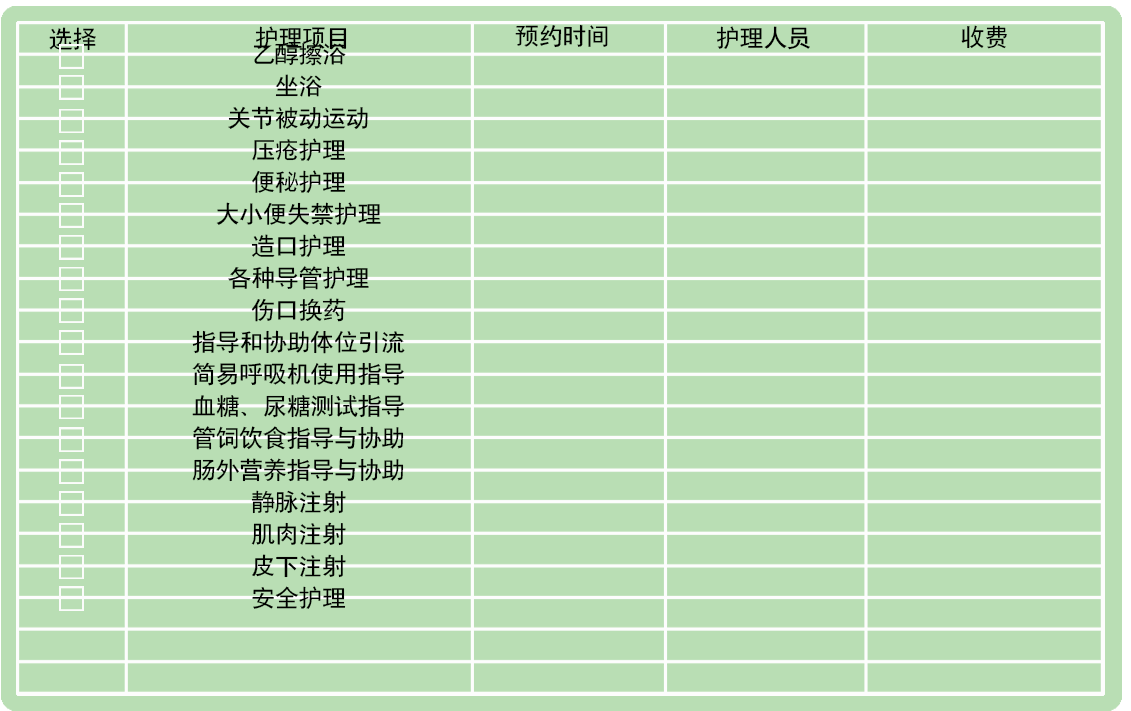 选择 护理项目 预约时间 护理人员 收费
乙醇擦浴
坐浴
关节被动运动
压疮护理
便秘护理
大小便失禁护理
造口护理
各种导管护理
伤口换药
指导和协助体位引流
简易呼吸机使用指导
血糖、尿糖测试指导
管饲饮食指导与协助
肠外营养指导与协助
静脉注射
肌肉注射
皮下注射
安全护理